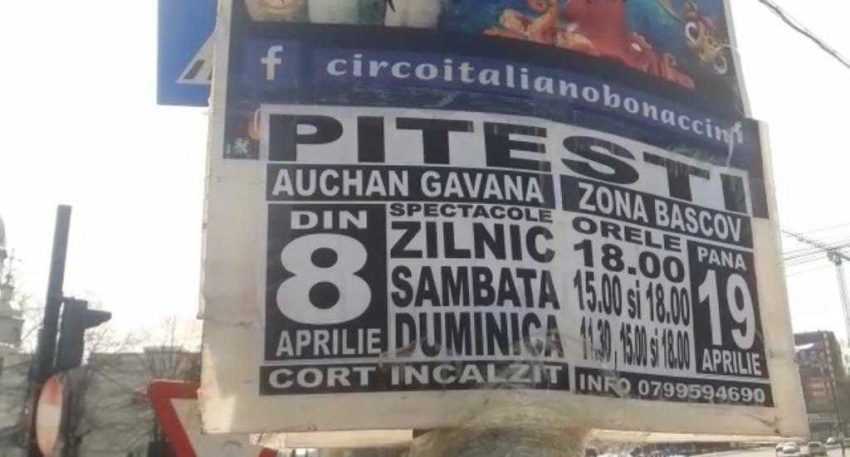 f circoitalianobonaccini
PITESTI
AUCHAN GAVANA ZONA BASCOV
DIN 8 APRILIE
SPECTACOLE ORELE
ZILNIC 18.00
SAMBATA 15.00 si 18.00
DUMINICA 11.30, 15.00 si 18.00
PANA 19 APRILIE
CORT INCALZIT INFO 0799594690